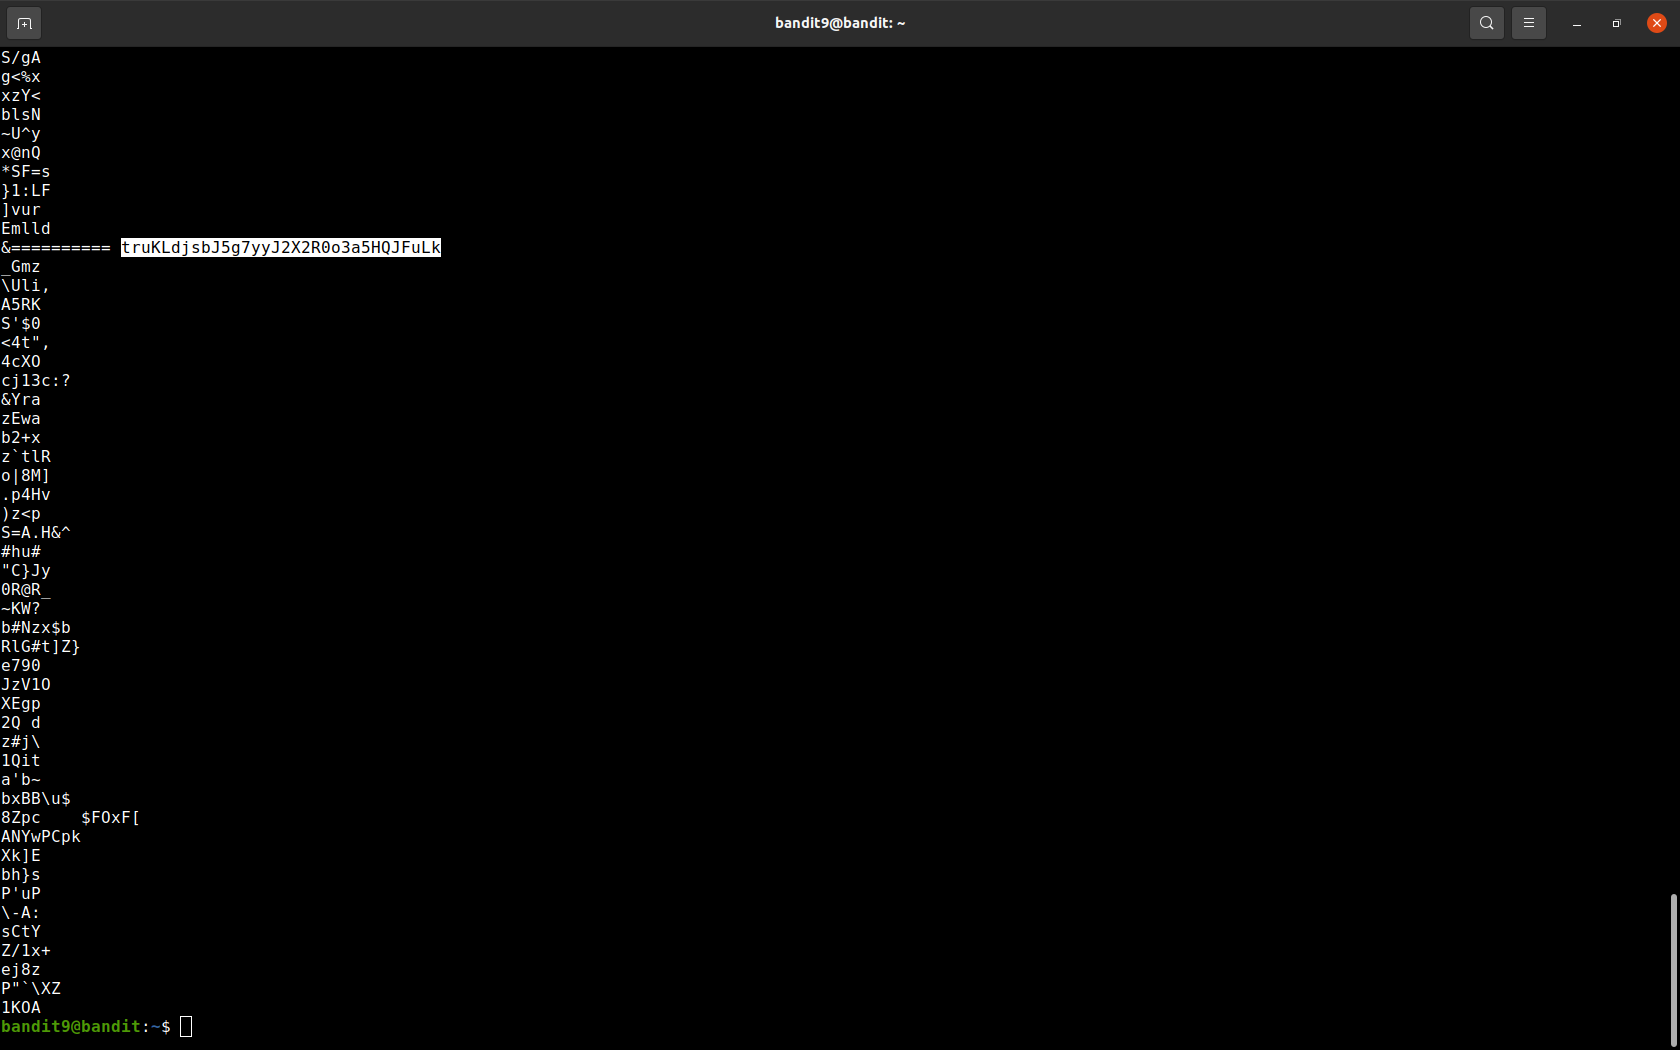 bandit9@bandit: ~
S/gA
g<%x
xzY<
blsN
~U^y
x@nQ
*SF=s
}1:LF
]vur
Emlld
&========== truKLdjsbJ5g7yyJ2X2R0o3a5HQJFuLk
_Gmz
\Uli,
A5RK
S'$0
<4t",
4cXO
cj13c:?
&Yra
zEwa
b2+x
z`tlR
o|8M]
.p4Hv
)z<p
S=A.H&^
#hu#
"C}Jy
0R@R_
~KW?
b#Nzx$b
RlG#t]Z}
e790
JzV1O
XEgp
2Q d
z#j\
1Qit
a'b~
bxBB\u$
8Zpc    $FOxF[
ANYwPCpk
Xk]E
bh}s
P'uP
\-A:
sCtY
Z/1x+
ej8z
P"`\XZ
1KOA
bandit9@bandit:~$